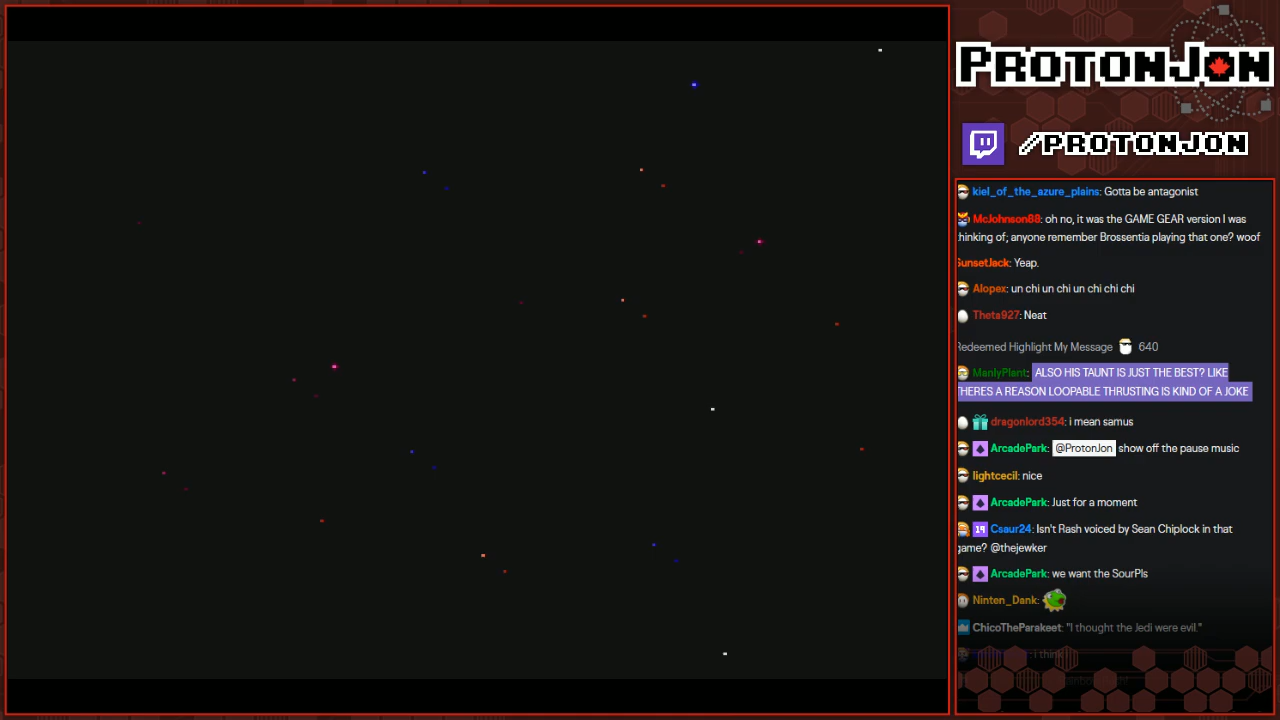 PROTONJON
/PROTONJON
kiel_of_the_azure_plains: Gotta be antagonist
McJohnson88: oh no, it was the GAME GEAR version I was
hinking of; anyone remember Brossentia playing that one? woof
SunsetJack: Yeap.
Alopex: un chi un chi un chi chi chi
Theta927: Neat
Redeemed Highlight My Message 640
ManlyPlant: ALSO HIS TAUNT IS JUST THE BEST? LIKE
THERES A REASON LOOPABLE THRUSTING IS KIND OF A JOKE
dragonlord354: i mean samus
ArcadePark: @ProtonJon show off the pause music
lightcecil: nice
ArcadePark: Just for a moment
19 Csaur24: Isn't Rash voiced by Sean Chiplock in that
game? @thejewker
ArcadePark: we want the SourPls
Ninten_Dank:
ChicoTheParakeet: "I thought the Jedi were evil."
: i think